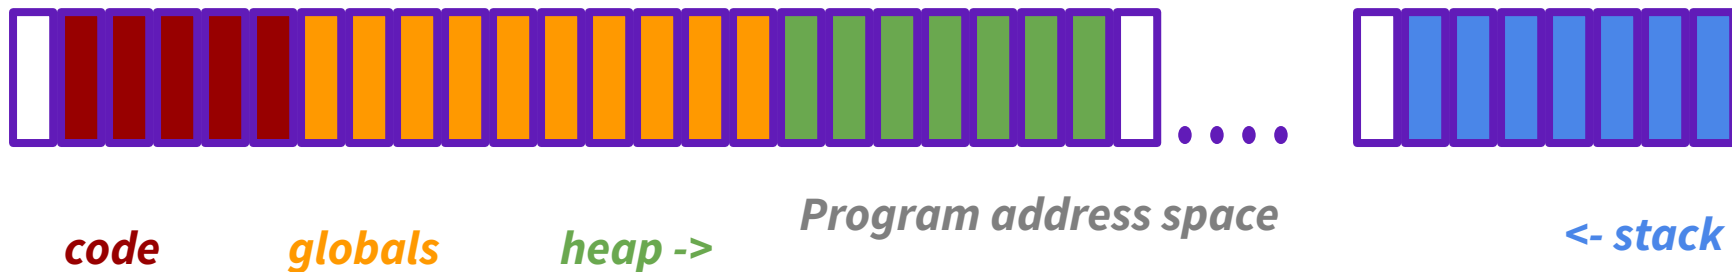 Program address space
code globals heap -> <- stack